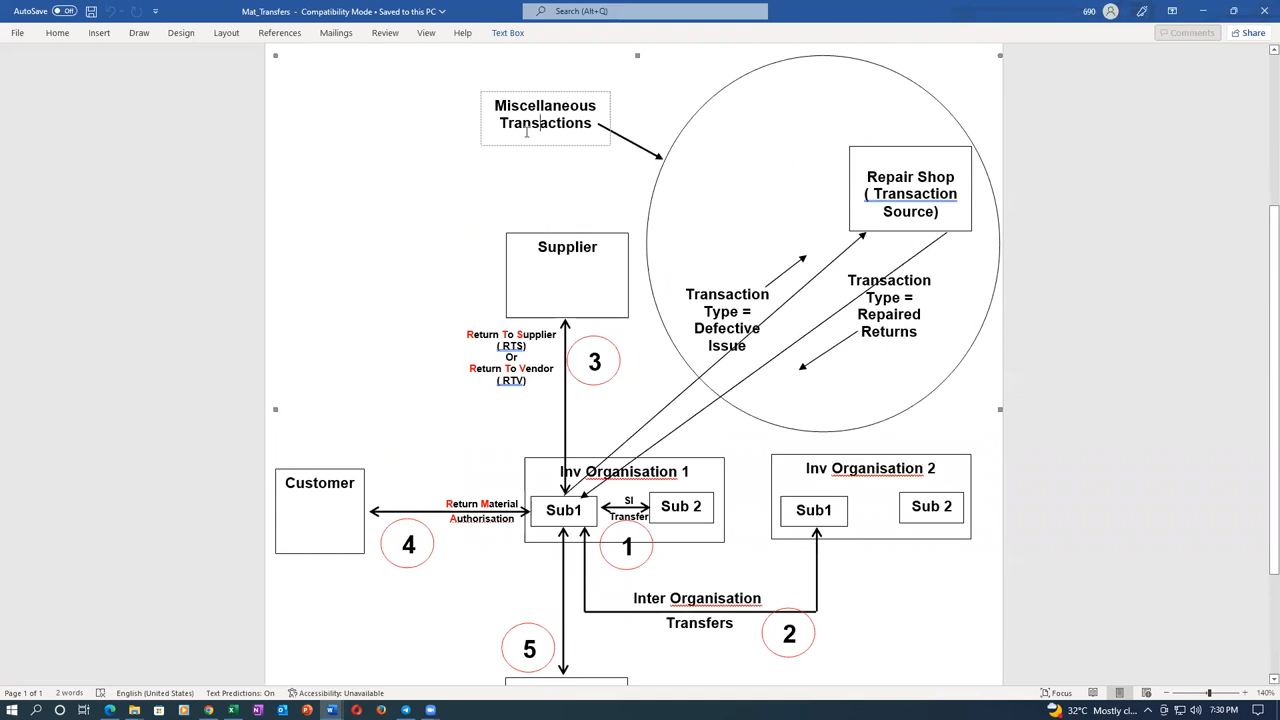 AutoSave
Off
Mat_Transfers - Compatibility Mode • Saved to this PC
Search (Alt+Q)
690
File
Home
Insert
Draw
Design
Layout
References
Mailings
Review
View
Help
Text Box
Comments
Share
Miscellaneous
Transactions
Repair Shop
( Transaction
Source)
Supplier
Transaction
Type =
Defective
Issue
Transaction
Type =
Repaired
Returns
Return To Supplier
( RTS)
Or
Return To Vendor
( RTV)
3
Inv Organisation 1
Sub1
SI
Transfer
Sub 2
Inv Organisation 2
Sub1
Sub 2
Customer
Return Material
Authorisation
4
1
Inter Organisation
Transfers
2
5
Page 1 of 1
2 words
English (United States)
Text Predictions: On
Accessibility: Unavailable
Focus
140%
32°C
Mostly cl...
ENG
7:30 PM